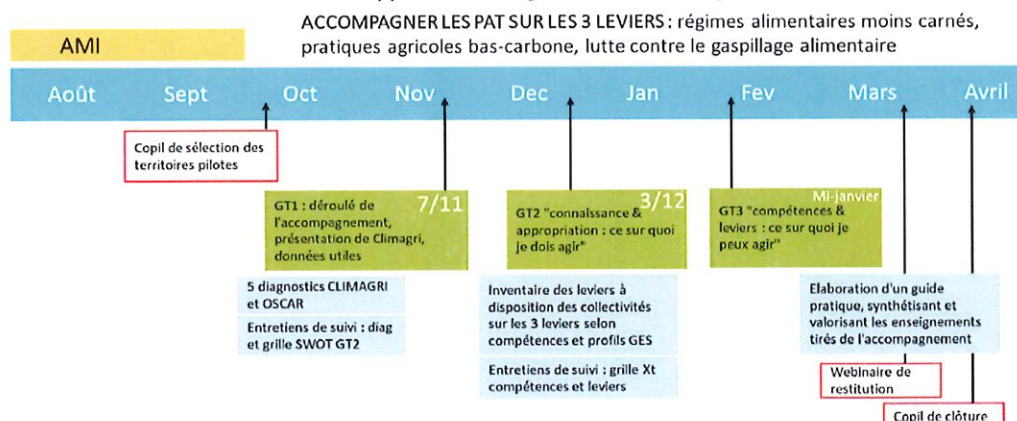 ACCOMPAGNER LES PAT SUR LES 3 LEVIERS : régimes alimentaires moins carnés,
pratiques agricoles bas-carbone, lutte contre le gaspillage alimentaire
AMI
Août Sept Oct Nov Dec Jan Fev Mars Avril
Copil de sélection des
territoires pilotes
7/11
GT1 : déroulé de
l'accompagnement,
présentation de Climagri,
données utiles
3/12
GT2 "connaissance &
appropriation : ce sur quoi
je dois agir"
Mi-janvier
GT3 "compétences &
leviers : ce sur quoi je
peux agir"
5 diagnostics CLIMAGRI
et OSCAR
Entretiens de suivi : diag
et grille SWOT GT2
Inventaire des leviers à
disposition des collectivités
sur les 3 leviers selon
compétences et profils GES
Entretiens de suivi : grille Xt
compétences et leviers
Elaboration d'un guide
pratique, synthétisant et
valorisant les enseignements
tirés de l'accompagnement
Webinaire de
restitution
Copil de clôture